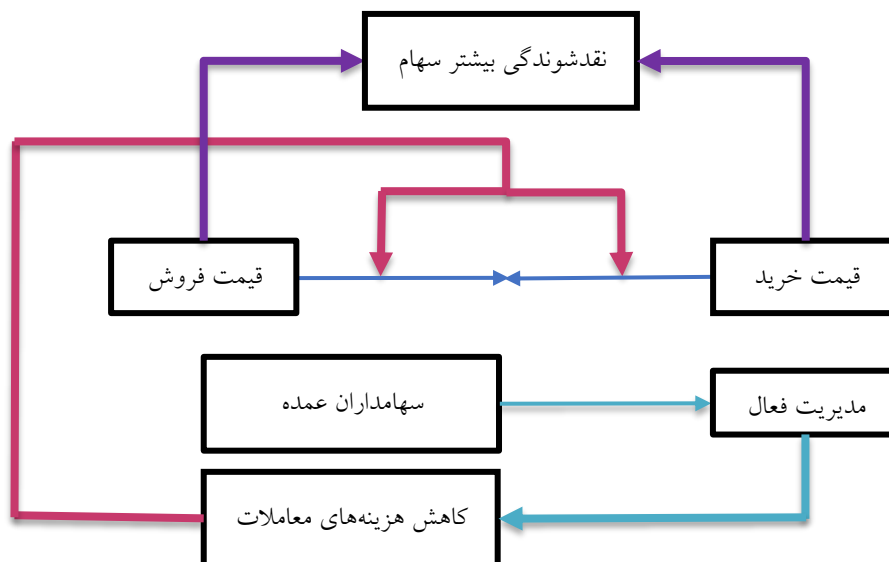 نقدشوندگی بیشتر سهام
قیمت خرید
قیمت فروش
مدیریت فعال
سهامداران عمده
کاهش هزینه‌های معاملات